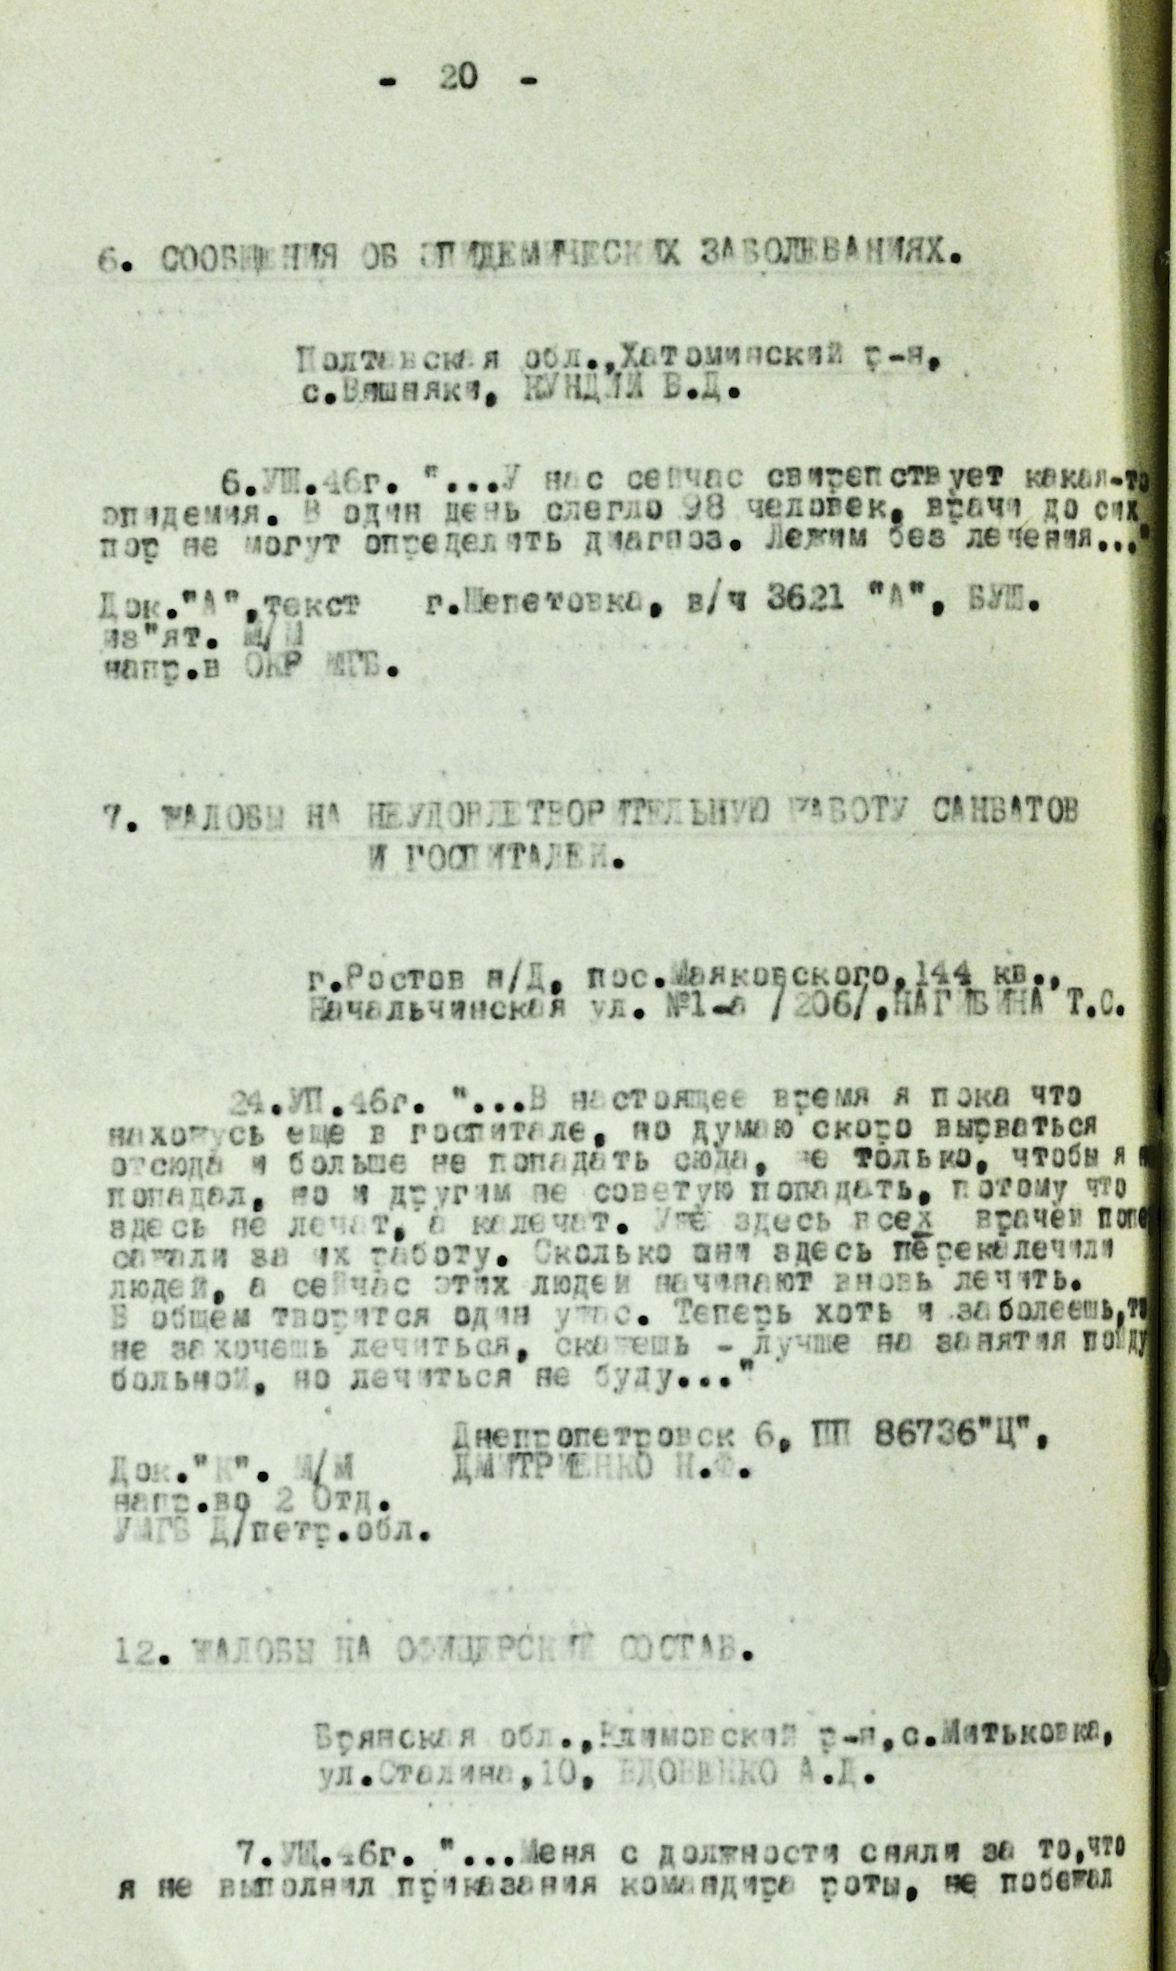 - 20 -
6. СООБЩЕНИЯ ОБ ЭПИДЕМИЧЕСКИХ ЗАБОЛЕВАНИЯХ.
Полтавская обл.,Хатоминский р-н,
с.Вишняки, КУНДИЙ В.Д.
6.УШ.46г. "...У нас сейчас свирепствует какая-то
эпидемия. В один день слегло 98 человек, врачи до сих
пор не могут определить диагноз. Лежим без лечения..."
Док."А",текст г.Шепетовка, в/ч 3621 "А", БУШ.
из"ят. М/М
напр.в ОКР МГБ.
7. ЖАЛОБЫ НА НЕУДОВЛЕТВОРИТЕЛЬНУЮ РАБОТУ САНБАТОВ
И ГОСПИТАЛЕЙ.
г.Ростов н/Д, пос.Маяковского,144 кв.,
Начальчинская ул. №1-а /206/,НАГИБИНА Т.С.
24.УП.46г. "...В настоящее время я пока что
нахожусь еще в госпитале, но думаю скоро вырваться
отсюда и больше не попадать сюда, не только, чтобы я н
попадал, но и другим не советую попадать, потому что
здесь не лечат, а калечат. Уже здесь всех врачей попе
сажали за их работу. Сколько они здесь перекалечили
людей, а сейчас этих людей начинают вновь лечить.
В общем творится один ужас. Теперь хоть и заболеешь,то
не захочешь лечиться, скажешь - лучше на занятия пойду
больной, но лечиться не буду..."
Днепропетровск 6, ПП 86736"Ц",
Док."К". М/М ДМИТРИЕНКО Н.Ф.
напр.во 2 Отд.
УМГБ Д/петр.обл.
12. ЖАЛОБЫ НА ОФИЦЕРСКИЙ СОСТАВ.
Брянская обл.,Климовский р-н,с.Митьковка,
ул.Сталина,10, ВДОВЕНКО А.Д.
7.УШ.46г. "...Меня с должности сняли за то,что
я не выполнил приказания командира роты, не побежал